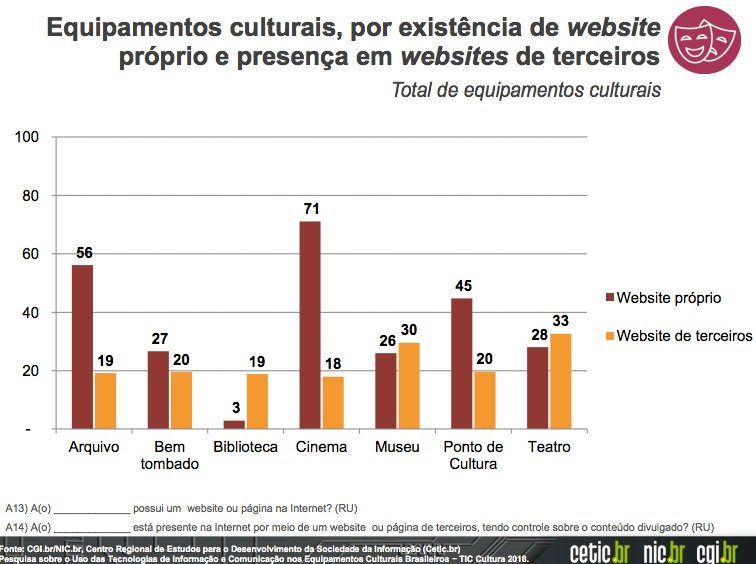 Equipamentos culturais, por existência de website
próprio e presença em websites de terceiros
Total de equipamentos culturais
100
80
60
40
20
-
56
19
27
20
3
19
71
18
26
30
45
20
28
33
Arquivo
Bem
tombado
Biblioteca
Cinema
Museu
Ponto de
Cultura
Teatro
Website próprio
Website de terceiros
A13) A(o) _____________ possui um website ou página na Internet? (RU)
A14) A(o) _____________ está presente na Internet por meio de um website ou página de terceiros, tendo controle sobre o conteúdo divulgado? (RU)
Fonte: CGI.br/NIC.br, Centro Regional de Estudos para o Desenvolvimento da Sociedade da Informação (Cetic.br)
Pesquisa sobre o Uso das Tecnologias de Informação e Comunicação nos Equipamentos Culturais Brasileiros – TIC Cultura 2018.
cetic.br nic.br cgi.br